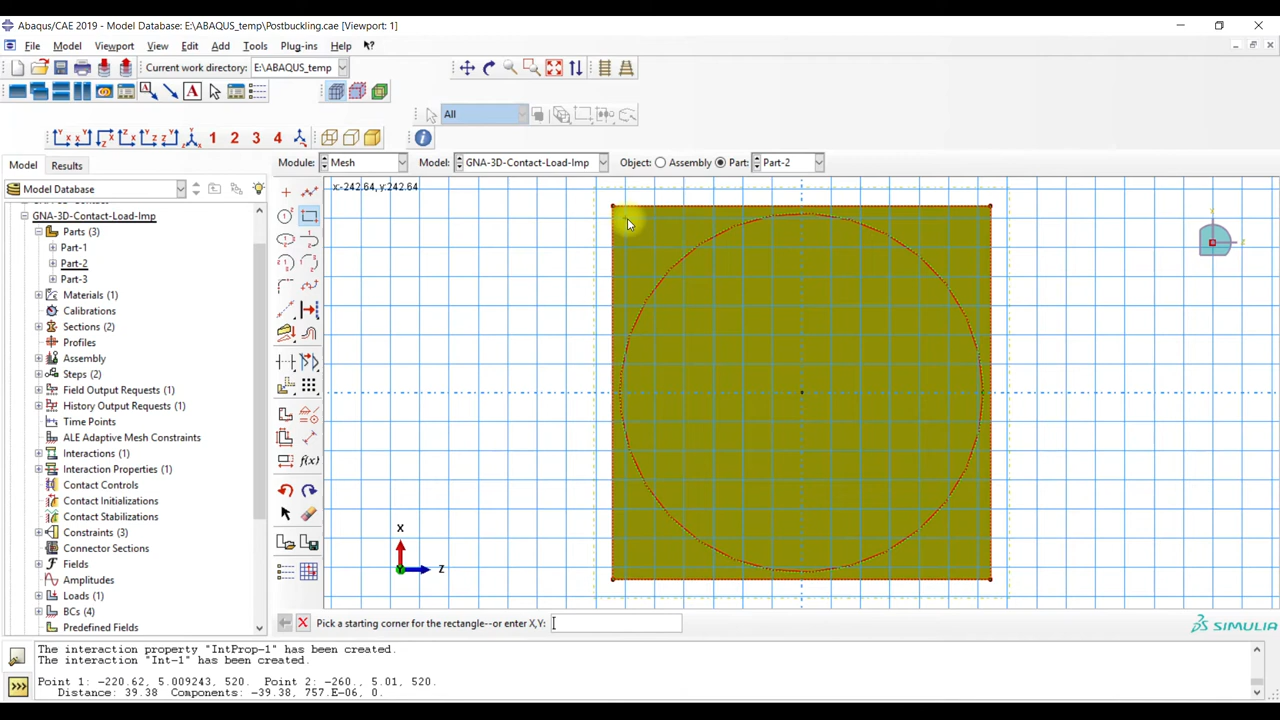 Abaqus/CAE 2019 - Model Database: E:\ABAQUS_temp\Postbuckling.cae [Viewport: 1]
File Model Viewport View Edit Add Tools Plug-ins Help
Current work directory: E:\ABAQUS_temp
All
1 2 3 4
Model Results Module: Mesh Model: GNA-3D-Contact-Load-Imp Object: Assembly Part: Part-2
Model Database
x:-242.64, y:242.64
GNA-3D-Contact-Load-Imp
Parts (3)
Part-1
Part-2
Part-3
Materials (1)
Calibrations
Sections (2)
Profiles
Assembly
Steps (2)
Field Output Requests (1)
History Output Requests (1)
Time Points
ALE Adaptive Mesh Constraints
Interactions (1)
Interaction Properties (1)
Contact Controls
Contact Initializations
Contact Stabilizations
Constraints (3)
Connector Sections
Fields
Amplitudes
Loads (1)
BCs (4)
Predefined Fields
f(x)
X
Z
Pick a starting corner for the rectangle--or enter X,Y:
SIMULIA
The interaction property "IntProp-1" has been created.
The interaction "Int-1" has been created.
Point 1: -220.62, 5.009243, 520. Point 2: -260., 5.01, 520.
Distance: 39.38 Components: -39.38, 757.E-06, 0.